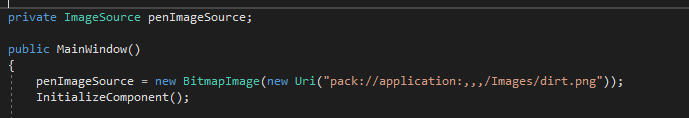 private ImageSource penImageSource;
public MainWindow()
{
penImageSource = new BitmapImage(new Uri("pack://application:,,,/Images/dirt.png"));
InitializeComponent();